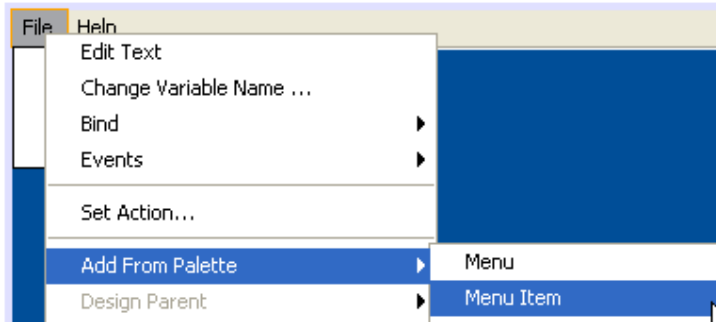 File Help
Edit Text
Change Variable Name ...
Bind
Events
Set Action...
Add From Palette
Menu
Design Parent
Menu Item